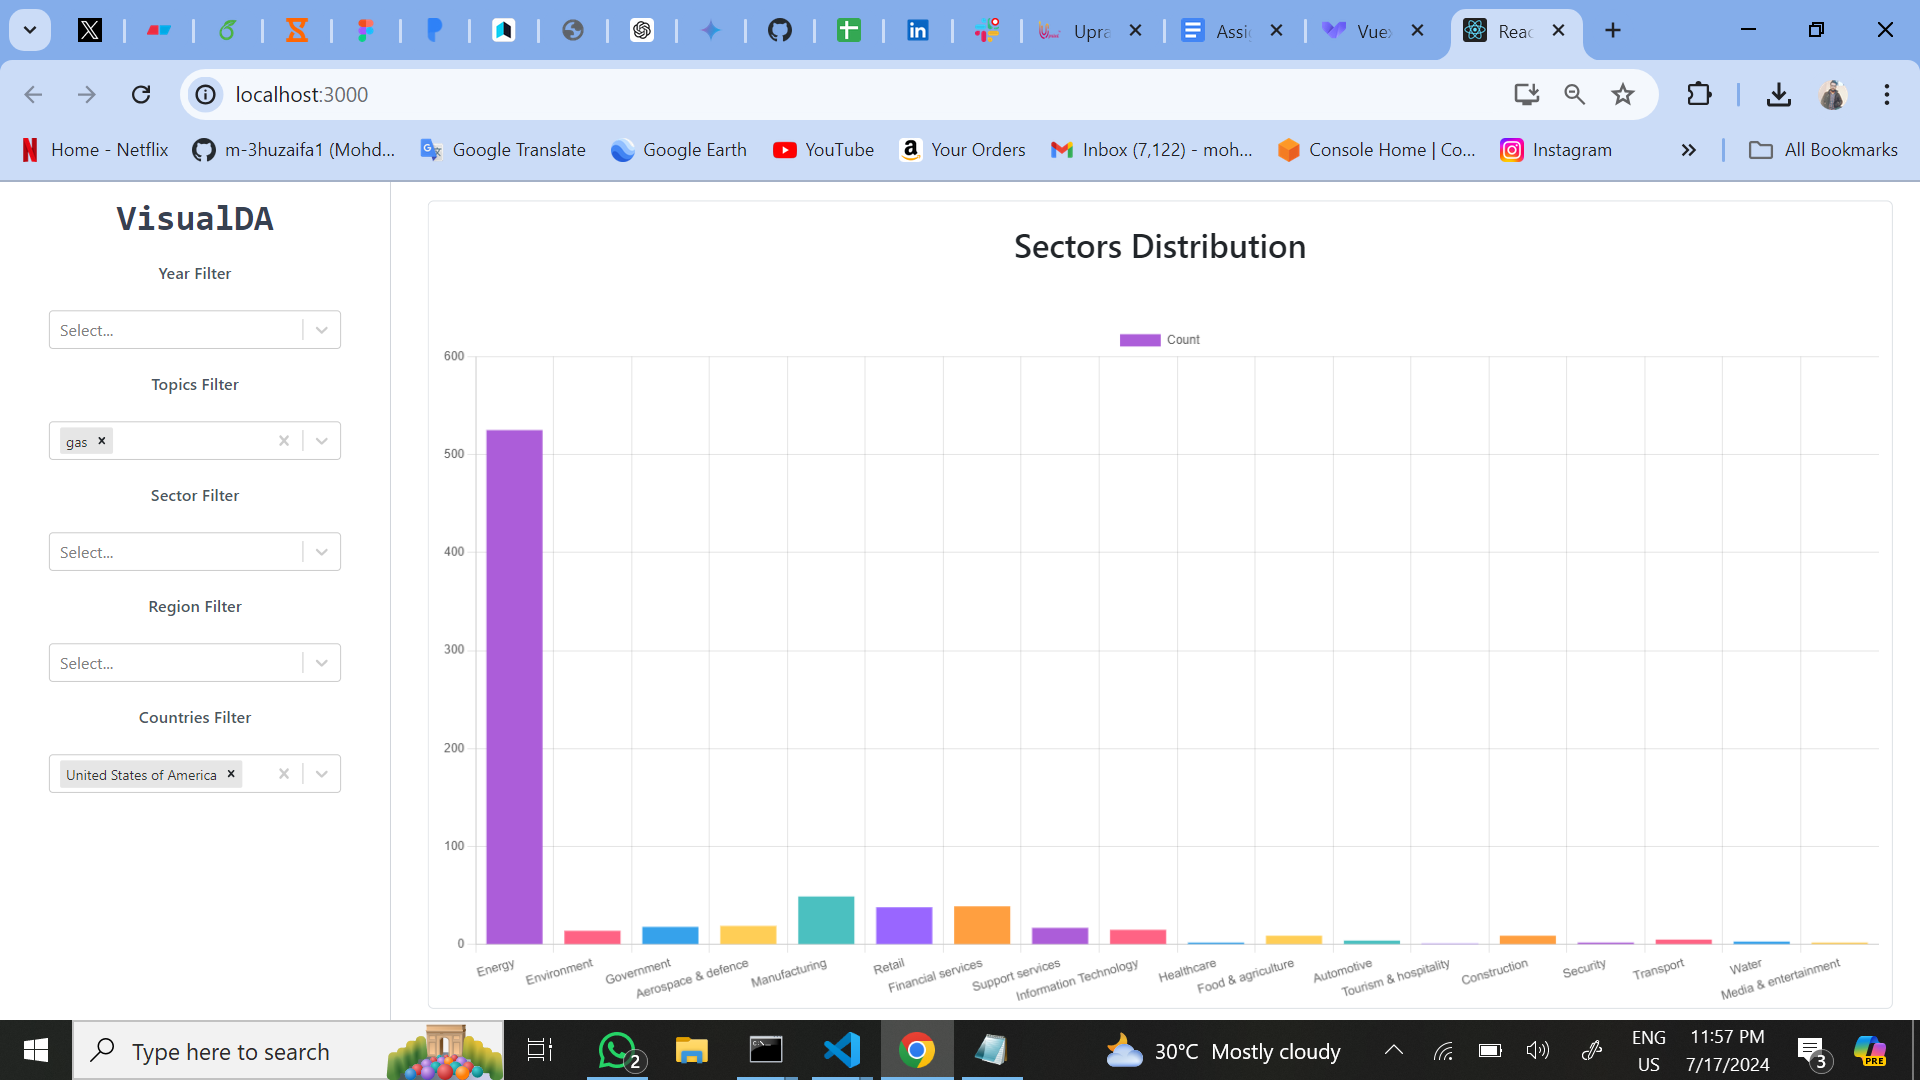 Upra
Assi
Vue
Reac
localhost:3000
Home - Netflix
m-3huzaifa1 (Mohd...
Google Translate
Google Earth
YouTube
Your Orders
Inbox (7,122) - moh...
Console Home | Co...
Instagram
All Bookmarks
VisualDA
Year Filter
Select...
Topics Filter
gas
Sector Filter
Select...
Region Filter
Select...
Countries Filter
United States of America
Sectors Distribution
Count
600
500
400
300
200
100
0
Energy
Environment
Government
Aerospace & defence
Manufacturing
Retail
Financial services
Support services
Information Technology
Healthcare
Food & agriculture
Automotive
Tourism & hospitality
Construction
Security
Transport
Water
Media & entertainment
Type here to search
2
30°C Mostly cloudy
ENG
US
11:57 PM
7/17/2024
3
PRE